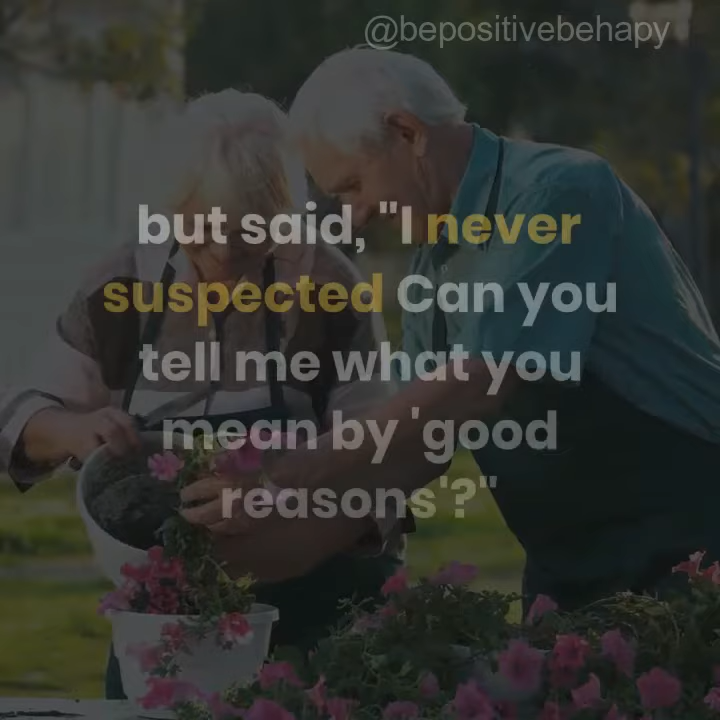 @bepositivebehapy
but said, "I never
suspected Can you
tell me what you
mean by 'good
reasons'?"